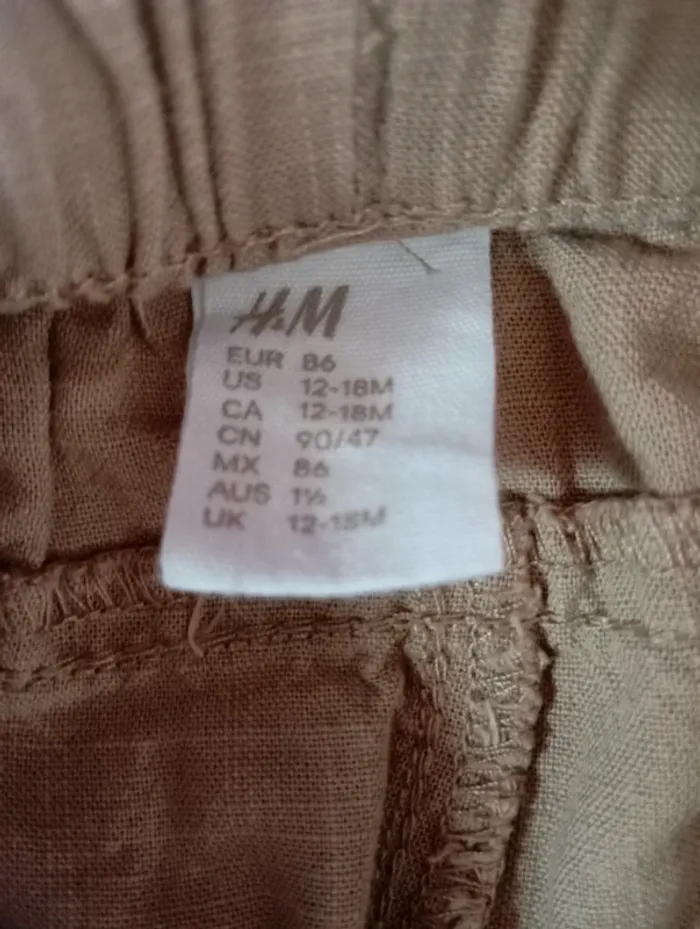 H&M
EUR 86
US 12-18M
CA 12-18M
CN 90/47
MX 86
AUS 1½
UK 12-18M